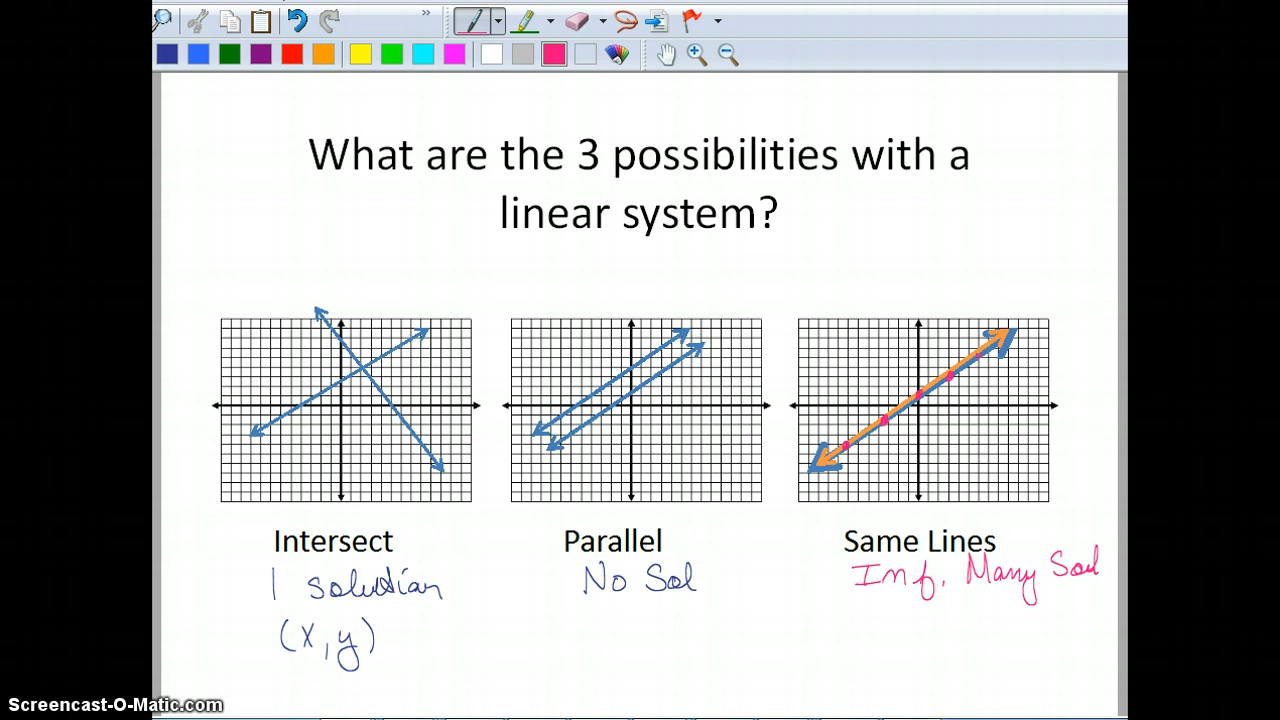 What are the 3 possibilities with a
linear system?
Intersect
Parallel
Same Lines
1 solution
No Sol
Inf. Many Sol
(x,y)
Screencast-O-Matic.com